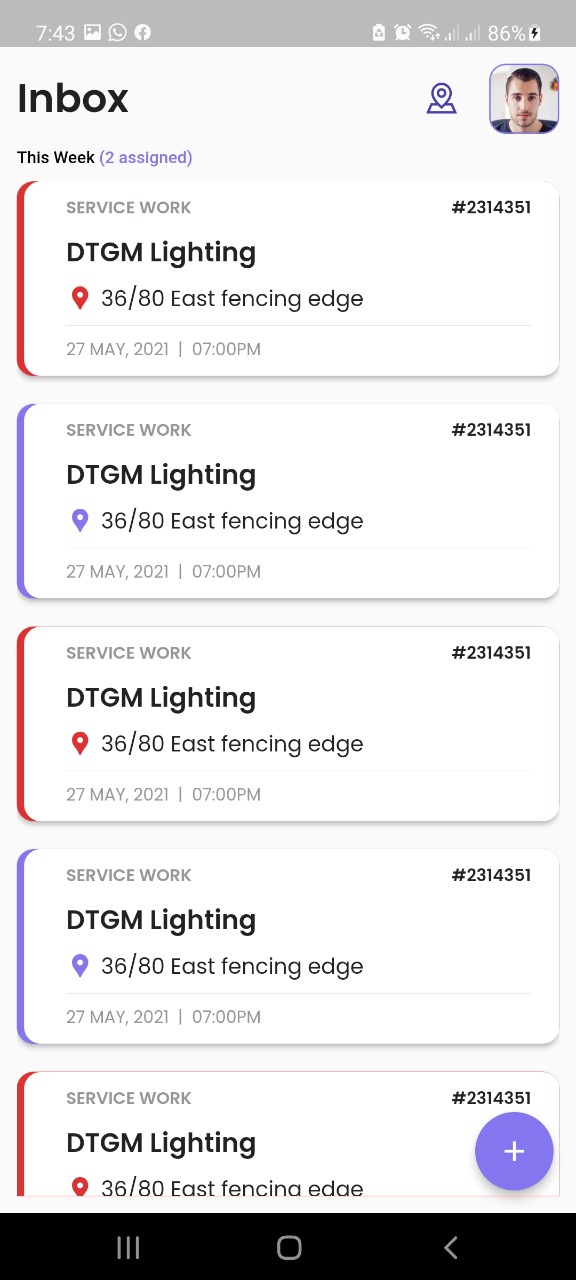 7:43 86%
Inbox
This Week (2 assigned)
SERVICE WORK #2314351
DTGM Lighting
36/80 East fencing edge
27 MAY, 2021 | 07:00PM
SERVICE WORK #2314351
DTGM Lighting
36/80 East fencing edge
27 MAY, 2021 | 07:00PM
SERVICE WORK #2314351
DTGM Lighting
36/80 East fencing edge
27 MAY, 2021 | 07:00PM
SERVICE WORK #2314351
DTGM Lighting
36/80 East fencing edge
27 MAY, 2021 | 07:00PM
SERVICE WORK #2314351
DTGM Lighting
36/80 East fencing edge
+